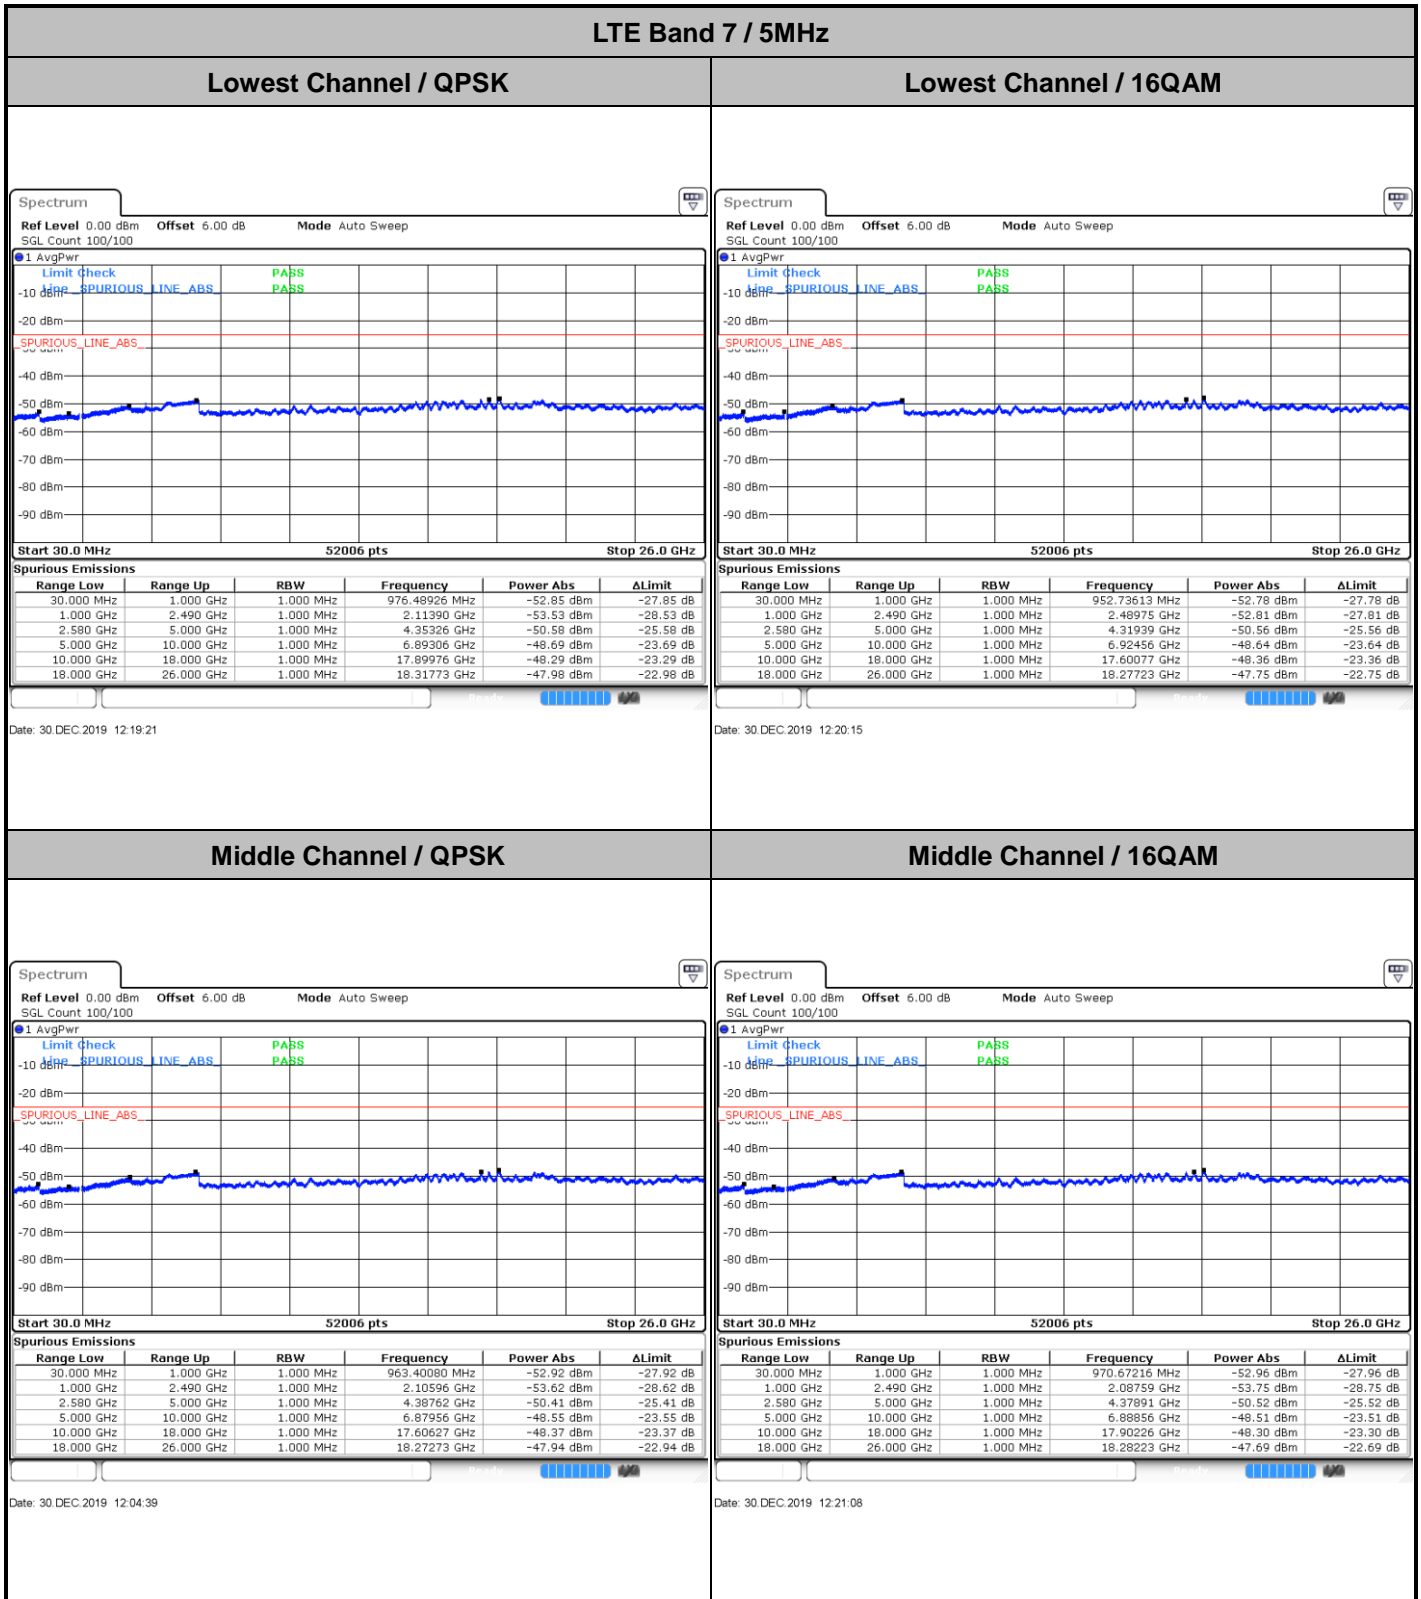 LTE Band 7 / 5MHz
Lowest Channel / QPSK
Lowest Channel / 16QAM
Spectrum
Ref Level 0.00 dBm Offset 6.00 dB Mode Auto Sweep
SGL Count 100/100
1 AvgPwr
Limit Check PASS
Line _SPURIOUS_LINE_ABS_ PASS
-10 dBm
-20 dBm
_SPURIOUS_LINE_ABS_
-30 dBm
-40 dBm
-50 dBm
-60 dBm
-70 dBm
-80 dBm
-90 dBm
Start 30.0 MHz 52006 pts Stop 26.0 GHz
Spurious Emissions
Range Low Range Up RBW Frequency Power Abs ΔLimit
30.000 MHz 1.000 GHz 1.000 MHz 976.48926 MHz -52.85 dBm -27.85 dB
1.000 GHz 2.490 GHz 1.000 MHz 2.11390 GHz -53.53 dBm -28.53 dB
2.580 GHz 5.000 GHz 1.000 MHz 4.35326 GHz -50.58 dBm -25.58 dB
5.000 GHz 10.000 GHz 1.000 MHz 6.89306 GHz -48.69 dBm -23.69 dB
10.000 GHz 18.000 GHz 1.000 MHz 17.89976 GHz -48.29 dBm -23.29 dB
18.000 GHz 26.000 GHz 1.000 MHz 18.31773 GHz -47.98 dBm -22.98 dB
Date: 30.DEC.2019 12:19:21
Spectrum
Ref Level 0.00 dBm Offset 6.00 dB Mode Auto Sweep
SGL Count 100/100
1 AvgPwr
Limit Check PASS
Line _SPURIOUS_LINE_ABS_ PASS
-10 dBm
-20 dBm
_SPURIOUS_LINE_ABS_
-30 dBm
-40 dBm
-50 dBm
-60 dBm
-70 dBm
-80 dBm
-90 dBm
Start 30.0 MHz 52006 pts Stop 26.0 GHz
Spurious Emissions
Range Low Range Up RBW Frequency Power Abs ΔLimit
30.000 MHz 1.000 GHz 1.000 MHz 952.73613 MHz -52.78 dBm -27.78 dB
1.000 GHz 2.490 GHz 1.000 MHz 2.48975 GHz -52.81 dBm -27.81 dB
2.580 GHz 5.000 GHz 1.000 MHz 4.31939 GHz -50.56 dBm -25.56 dB
5.000 GHz 10.000 GHz 1.000 MHz 6.92456 GHz -48.64 dBm -23.64 dB
10.000 GHz 18.000 GHz 1.000 MHz 17.60077 GHz -48.36 dBm -23.36 dB
18.000 GHz 26.000 GHz 1.000 MHz 18.27723 GHz -47.75 dBm -22.75 dB
Date: 30.DEC.2019 12:20:15
Middle Channel / QPSK
Middle Channel / 16QAM
Spectrum
Ref Level 0.00 dBm Offset 6.00 dB Mode Auto Sweep
SGL Count 100/100
1 AvgPwr
Limit Check PASS
Line _SPURIOUS_LINE_ABS_ PASS
-10 dBm
-20 dBm
_SPURIOUS_LINE_ABS_
-30 dBm
-40 dBm
-50 dBm
-60 dBm
-70 dBm
-80 dBm
-90 dBm
Start 30.0 MHz 52006 pts Stop 26.0 GHz
Spurious Emissions
Range Low Range Up RBW Frequency Power Abs ΔLimit
30.000 MHz 1.000 GHz 1.000 MHz 963.40080 MHz -52.92 dBm -27.92 dB
1.000 GHz 2.490 GHz 1.000 MHz 2.10596 GHz -53.62 dBm -28.62 dB
2.580 GHz 5.000 GHz 1.000 MHz 4.38762 GHz -50.41 dBm -25.41 dB
5.000 GHz 10.000 GHz 1.000 MHz 6.87956 GHz -48.55 dBm -23.55 dB
10.000 GHz 18.000 GHz 1.000 MHz 17.60627 GHz -48.37 dBm -23.37 dB
18.000 GHz 26.000 GHz 1.000 MHz 18.27273 GHz -47.94 dBm -22.94 dB
Date: 30.DEC.2019 12:04:39
Spectrum
Ref Level 0.00 dBm Offset 6.00 dB Mode Auto Sweep
SGL Count 100/100
1 AvgPwr
Limit Check PASS
Line _SPURIOUS_LINE_ABS_ PASS
-10 dBm
-20 dBm
_SPURIOUS_LINE_ABS_
-30 dBm
-40 dBm
-50 dBm
-60 dBm
-70 dBm
-80 dBm
-90 dBm
Start 30.0 MHz 52006 pts Stop 26.0 GHz
Spurious Emissions
Range Low Range Up RBW Frequency Power Abs ΔLimit
30.000 MHz 1.000 GHz 1.000 MHz 970.67216 MHz -52.96 dBm -27.96 dB
1.000 GHz 2.490 GHz 1.000 MHz 2.08759 GHz -53.75 dBm -28.75 dB
2.580 GHz 5.000 GHz 1.000 MHz 4.37891 GHz -50.52 dBm -25.52 dB
5.000 GHz 10.000 GHz 1.000 MHz 6.88856 GHz -48.51 dBm -23.51 dB
10.000 GHz 18.000 GHz 1.000 MHz 17.90226 GHz -48.30 dBm -23.30 dB
18.000 GHz 26.000 GHz 1.000 MHz 18.28223 GHz -47.69 dBm -22.69 dB
Date: 30.DEC.2019 12:21:08